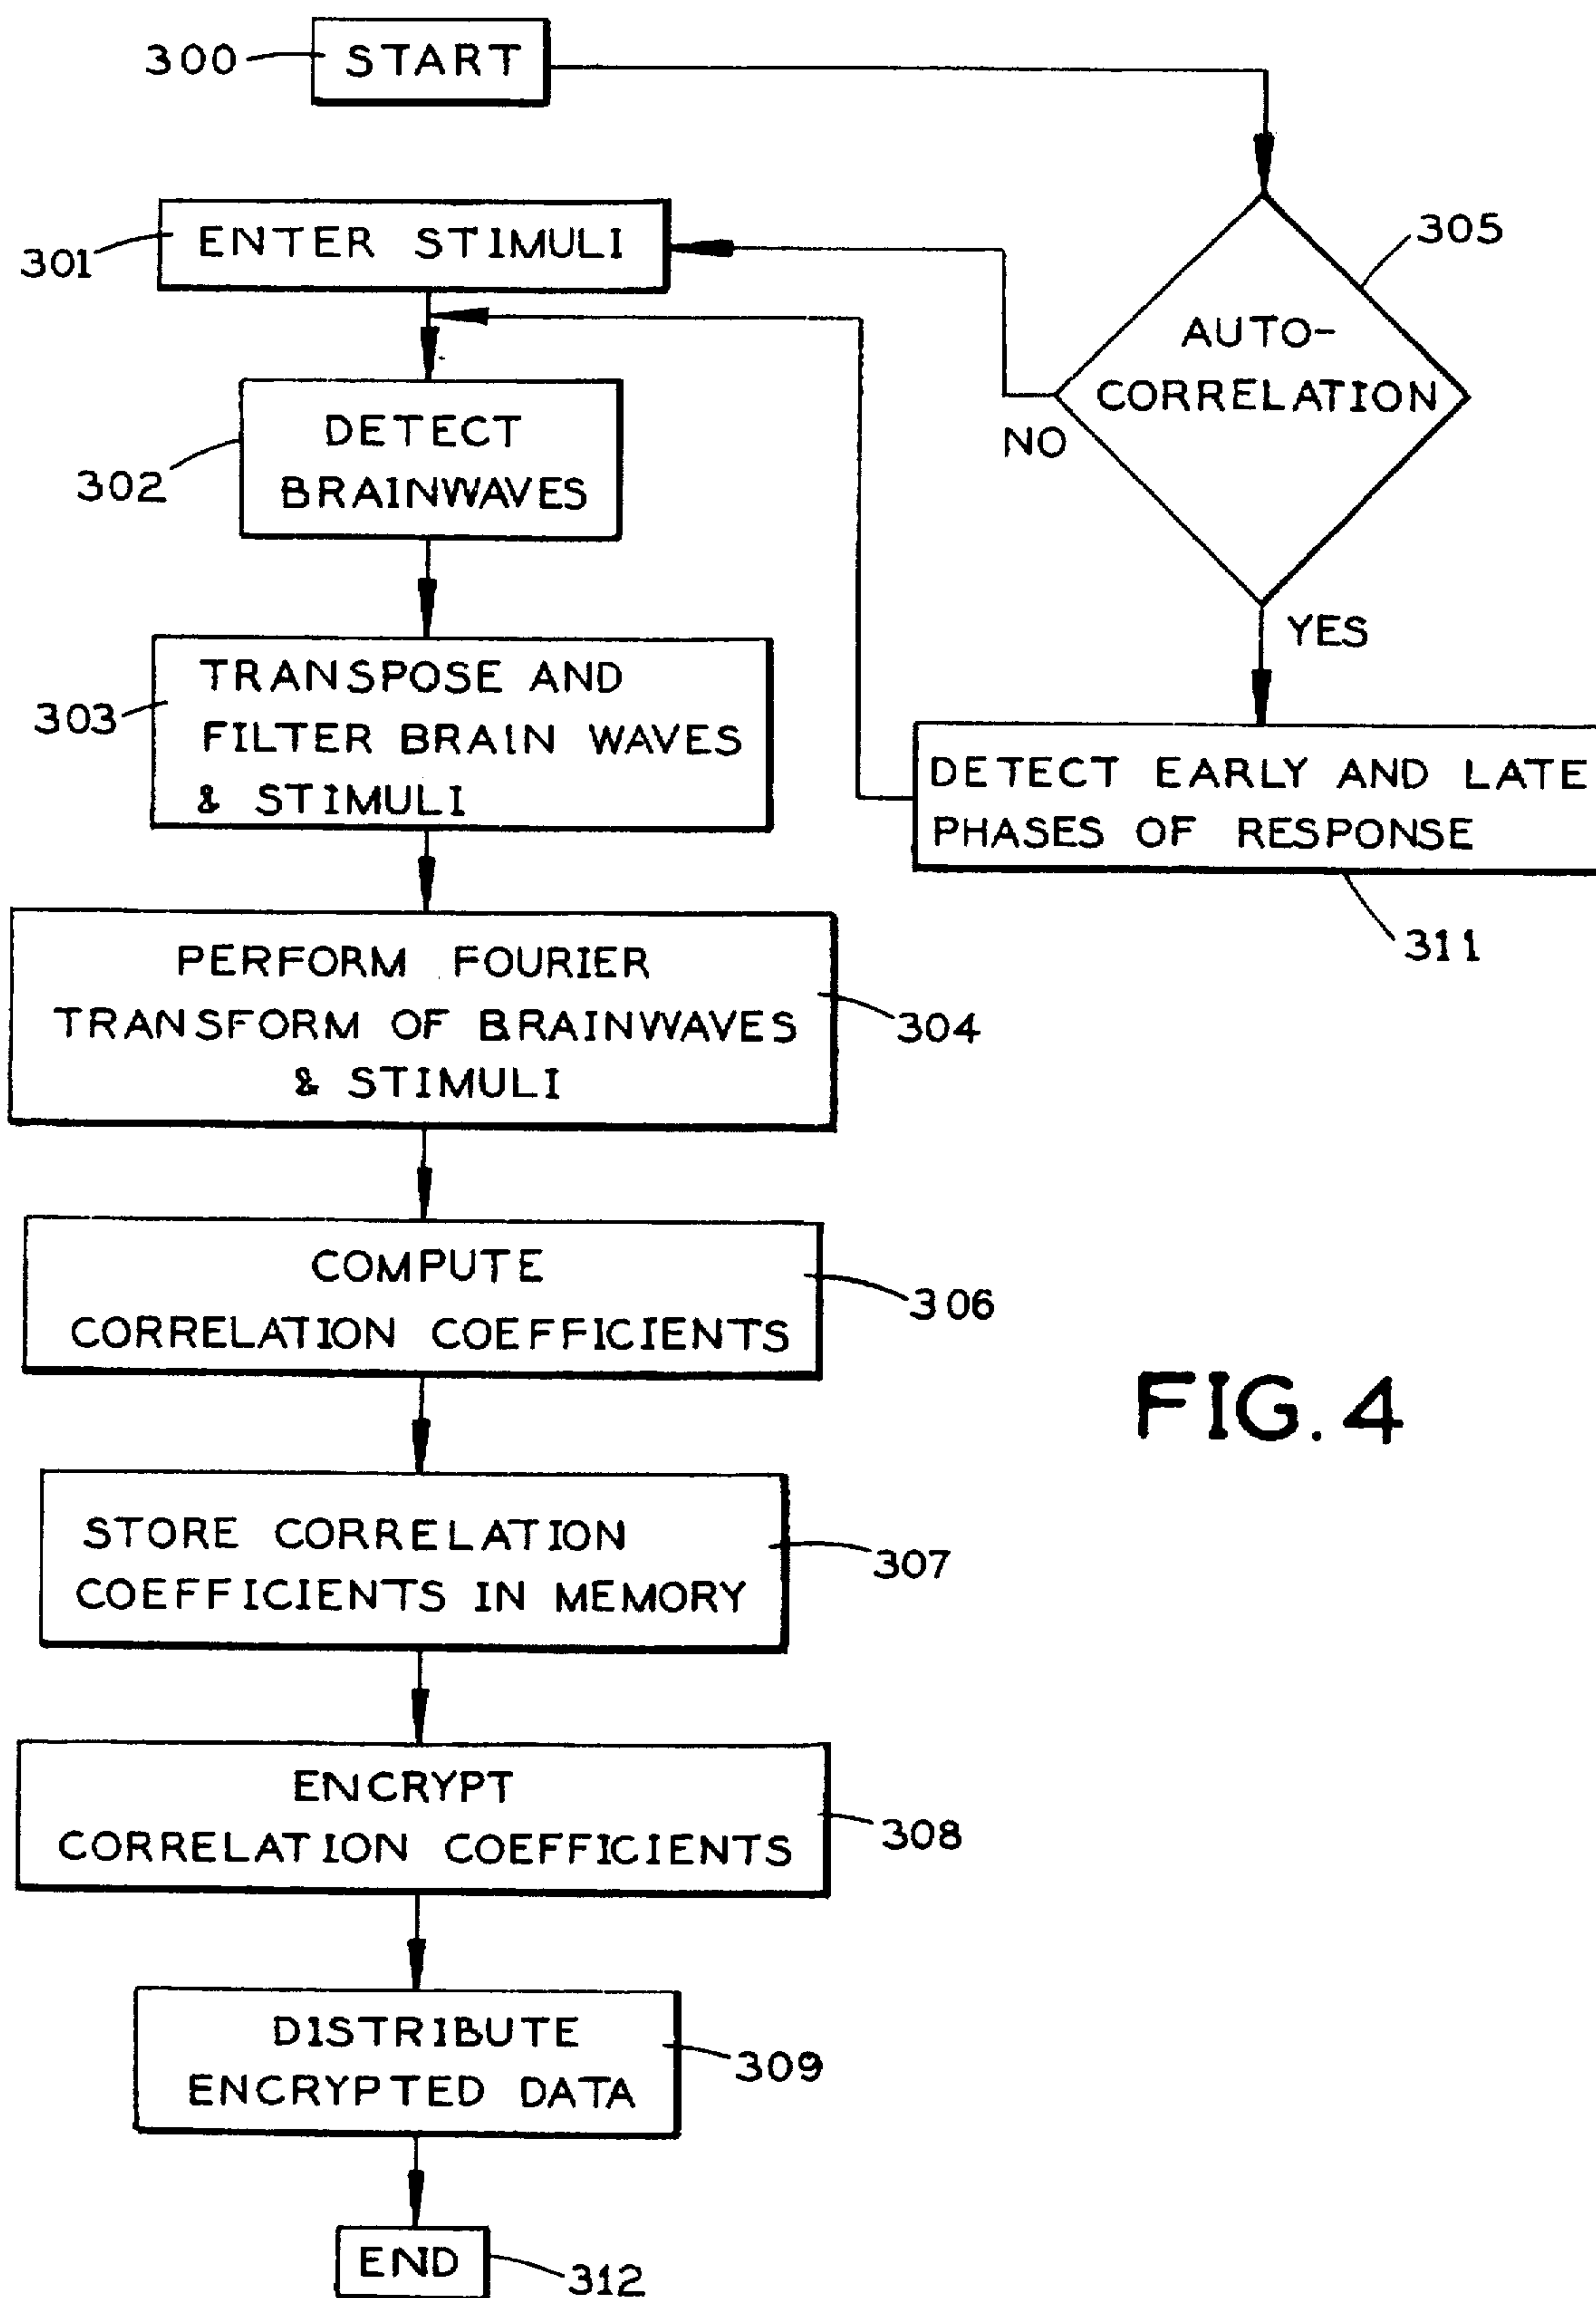 300
START
301
ENTER STIMULI
305
AUTO-
CORRELATION
NO
YES
302
DETECT
BRAINWAVES
303
TRANSPOSE AND
FILTER BRAIN WAVES
& STIMULI
DETECT EARLY AND LATE
PHASES OF RESPONSE
311
PERFORM FOURIER
TRANSFORM OF BRAINWAVES
& STIMULI
304
COMPUTE
CORRELATION COEFFICIENTS
306
FIG. 4
STORE CORRELATION
COEFFICIENTS IN MEMORY
307
ENCRYPT
CORRELATION COEFFICIENTS
308
DISTRIBUTE
ENCRYPTED DATA
309
END
312